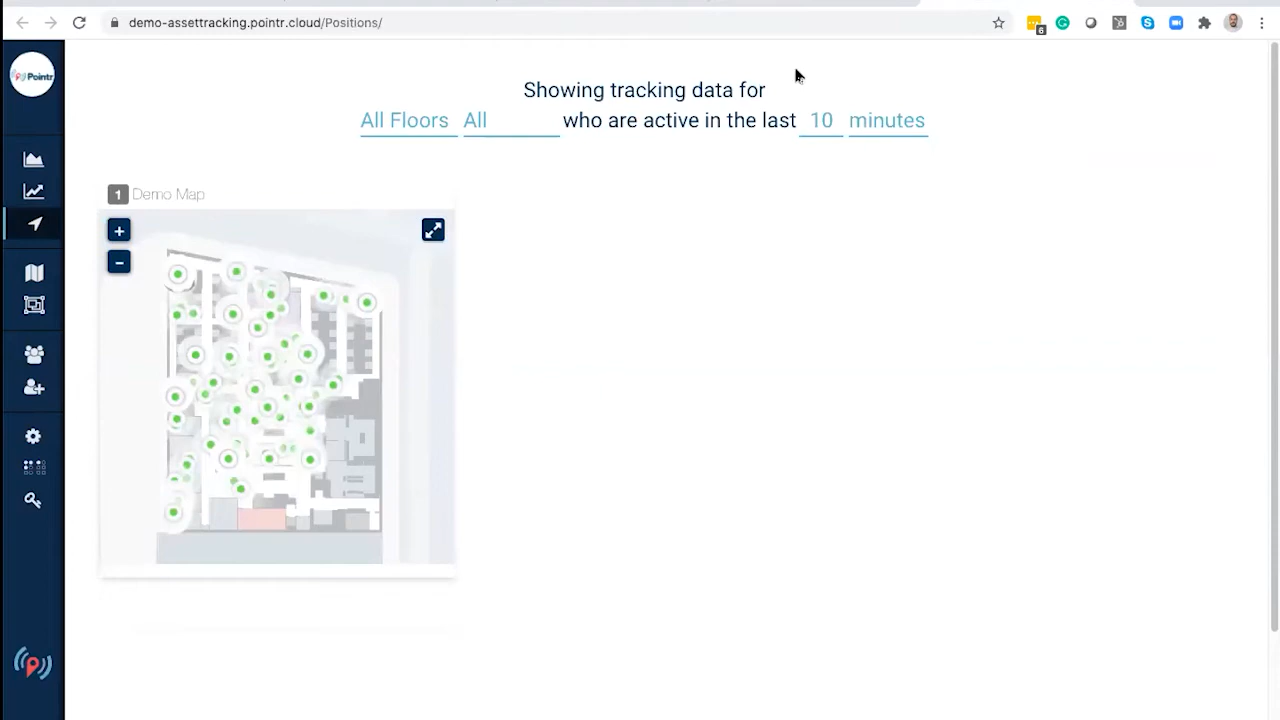 demo-assettracking.pointr.cloud/Positions/
6
Pointr
Showing tracking data for
All Floors All who are active in the last 10 minutes
1 Demo Map
+
−